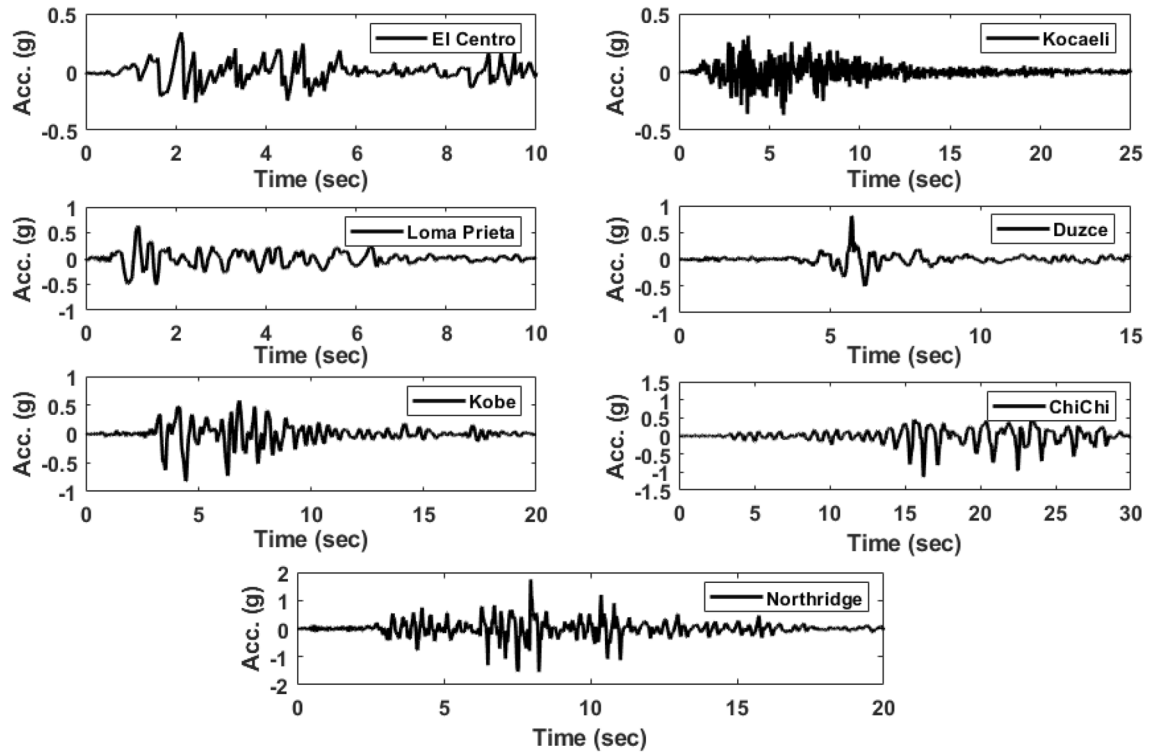 0.5
0
-0.5
Acc. (g)
El Centro
0 2 4 6 8 10
Time (sec)
0.5
0
-0.5
Acc. (g)
Kocaeli
0 5 10 15 20 25
Time (sec)
1
0.5
0
-0.5
-1
Acc. (g)
Loma Prieta
0 2 4 6 8 10
Time (sec)
1
0.5
0
-0.5
-1
Acc. (g)
Duzce
0 5 10 15
Time (sec)
1
0.5
0
-0.5
-1
Acc. (g)
Kobe
0 5 10 15 20
Time (sec)
1.5
1
0.5
0
-0.5
-1
-1.5
Acc. (g)
ChiChi
0 5 10 15 20 25 30
Time (sec)
2
1
0
-1
-2
Acc. (g)
Northridge
0 5 10 15 20
Time (sec)